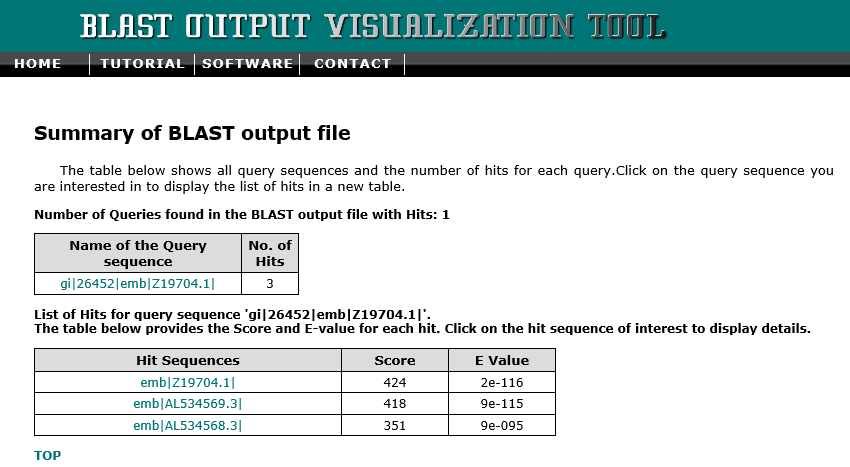 BLAST OUTPUT VISUALIZATION TOOL
HOME TUTORIAL SOFTWARE CONTACT
Summary of BLAST output file
The table below shows all query sequences and the number of hits for each query.Click on the query sequence you
are interested in to display the list of hits in a new table.
Number of Queries found in the BLAST output file with Hits: 1
Name of the Query No. of
sequence Hits
gi|26452|emb|Z19704.1| 3
List of Hits for query sequence 'gi|26452|emb|Z19704.1|'.
The table below provides the Score and E-value for each hit. Click on the hit sequence of interest to display details.
Hit Sequences Score E Value
emb|Z19704.1| 424 2e-116
emb|AL534569.3| 418 9e-115
emb|AL534568.3| 351 9e-095
TOP